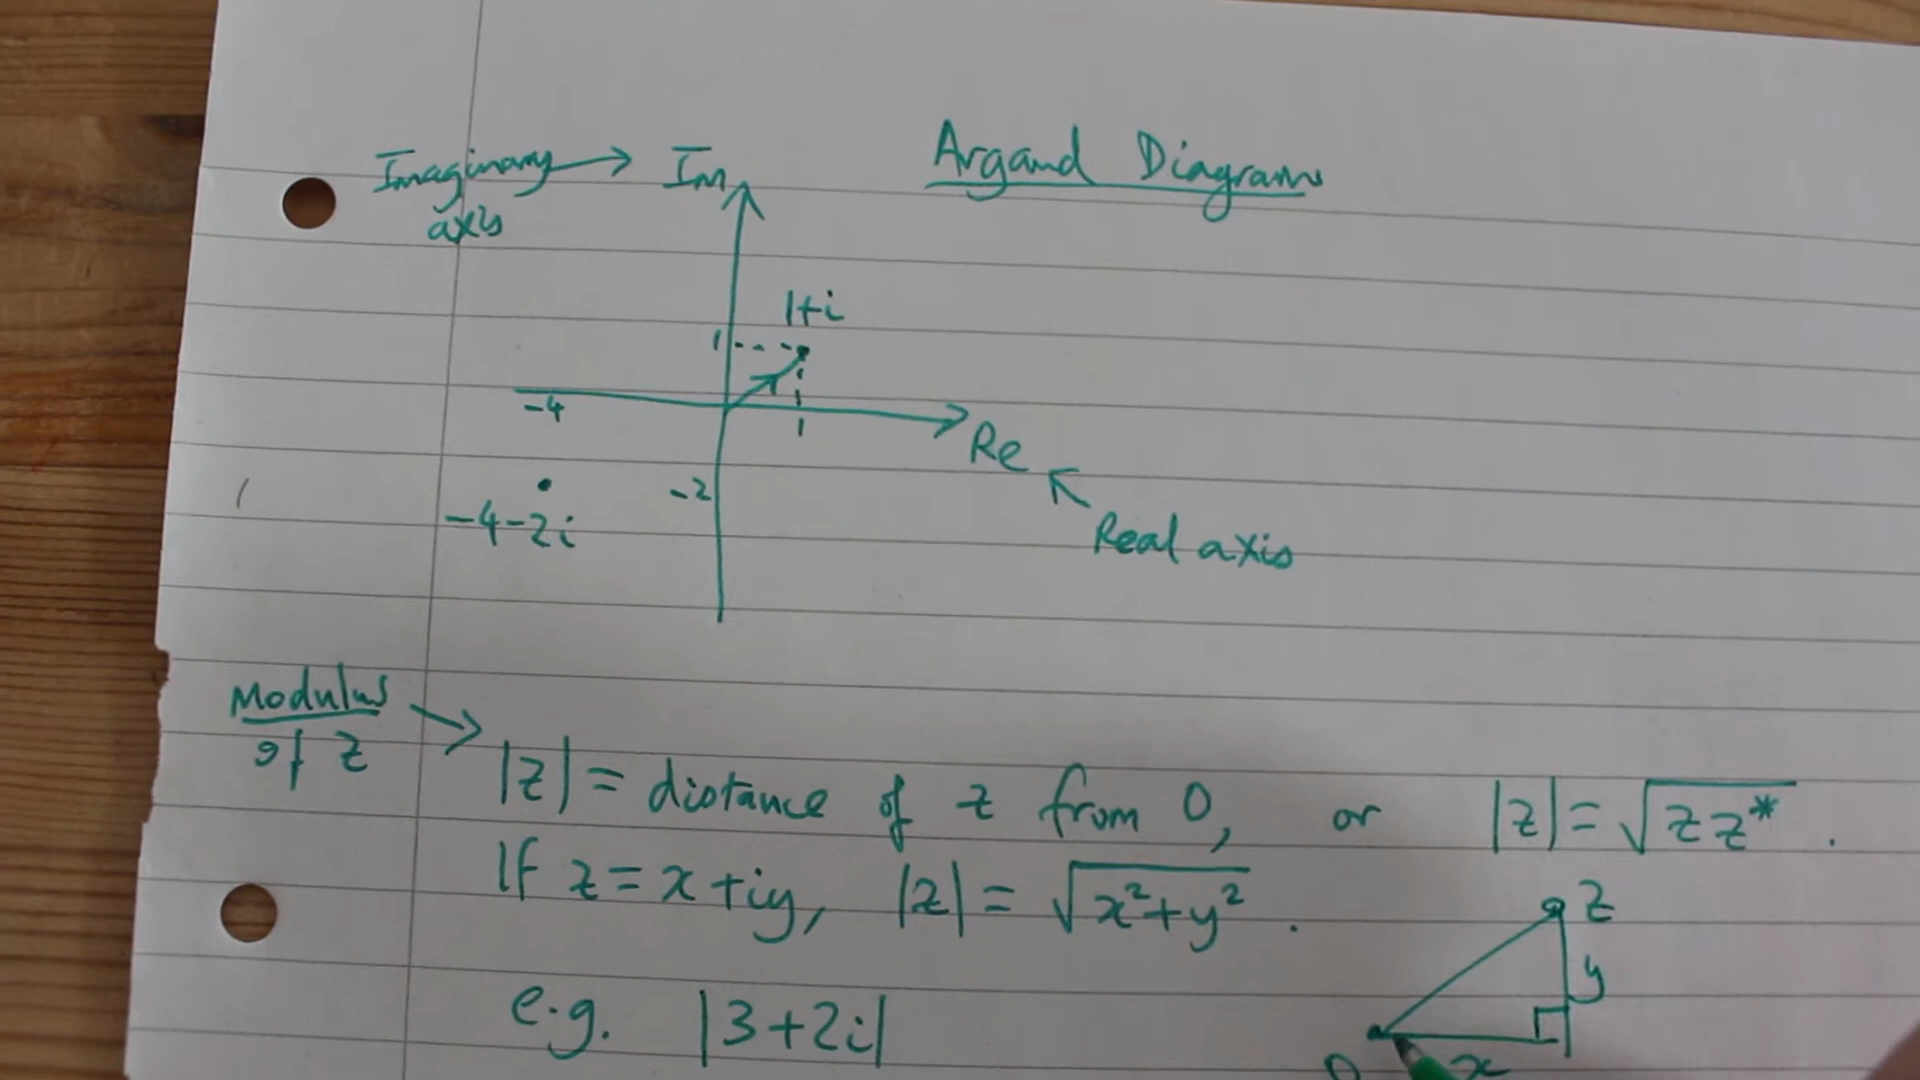 Argand Diagrams
Imaginary
axis
Im
1+i
1
1
-4
Re
-2
-4-2i
Real axis
Modulus
of z
|z| = distance of z from 0, or |z| = √zz* .
If z = x+iy, |z| = √x²+y² .
z
y
e.g. |3+2i|
0
x